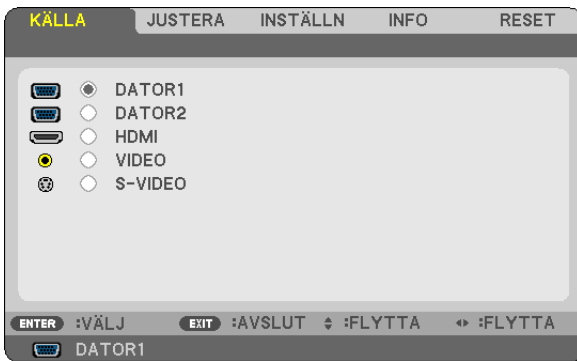 KÄLLA JUSTERA INSTÄLLN INFO RESET
DATOR1
DATOR2
HDMI
VIDEO
S-VIDEO
ENTER :VÄLJ EXIT :AVSLUT :FLYTTA :FLYTTA
DATOR1